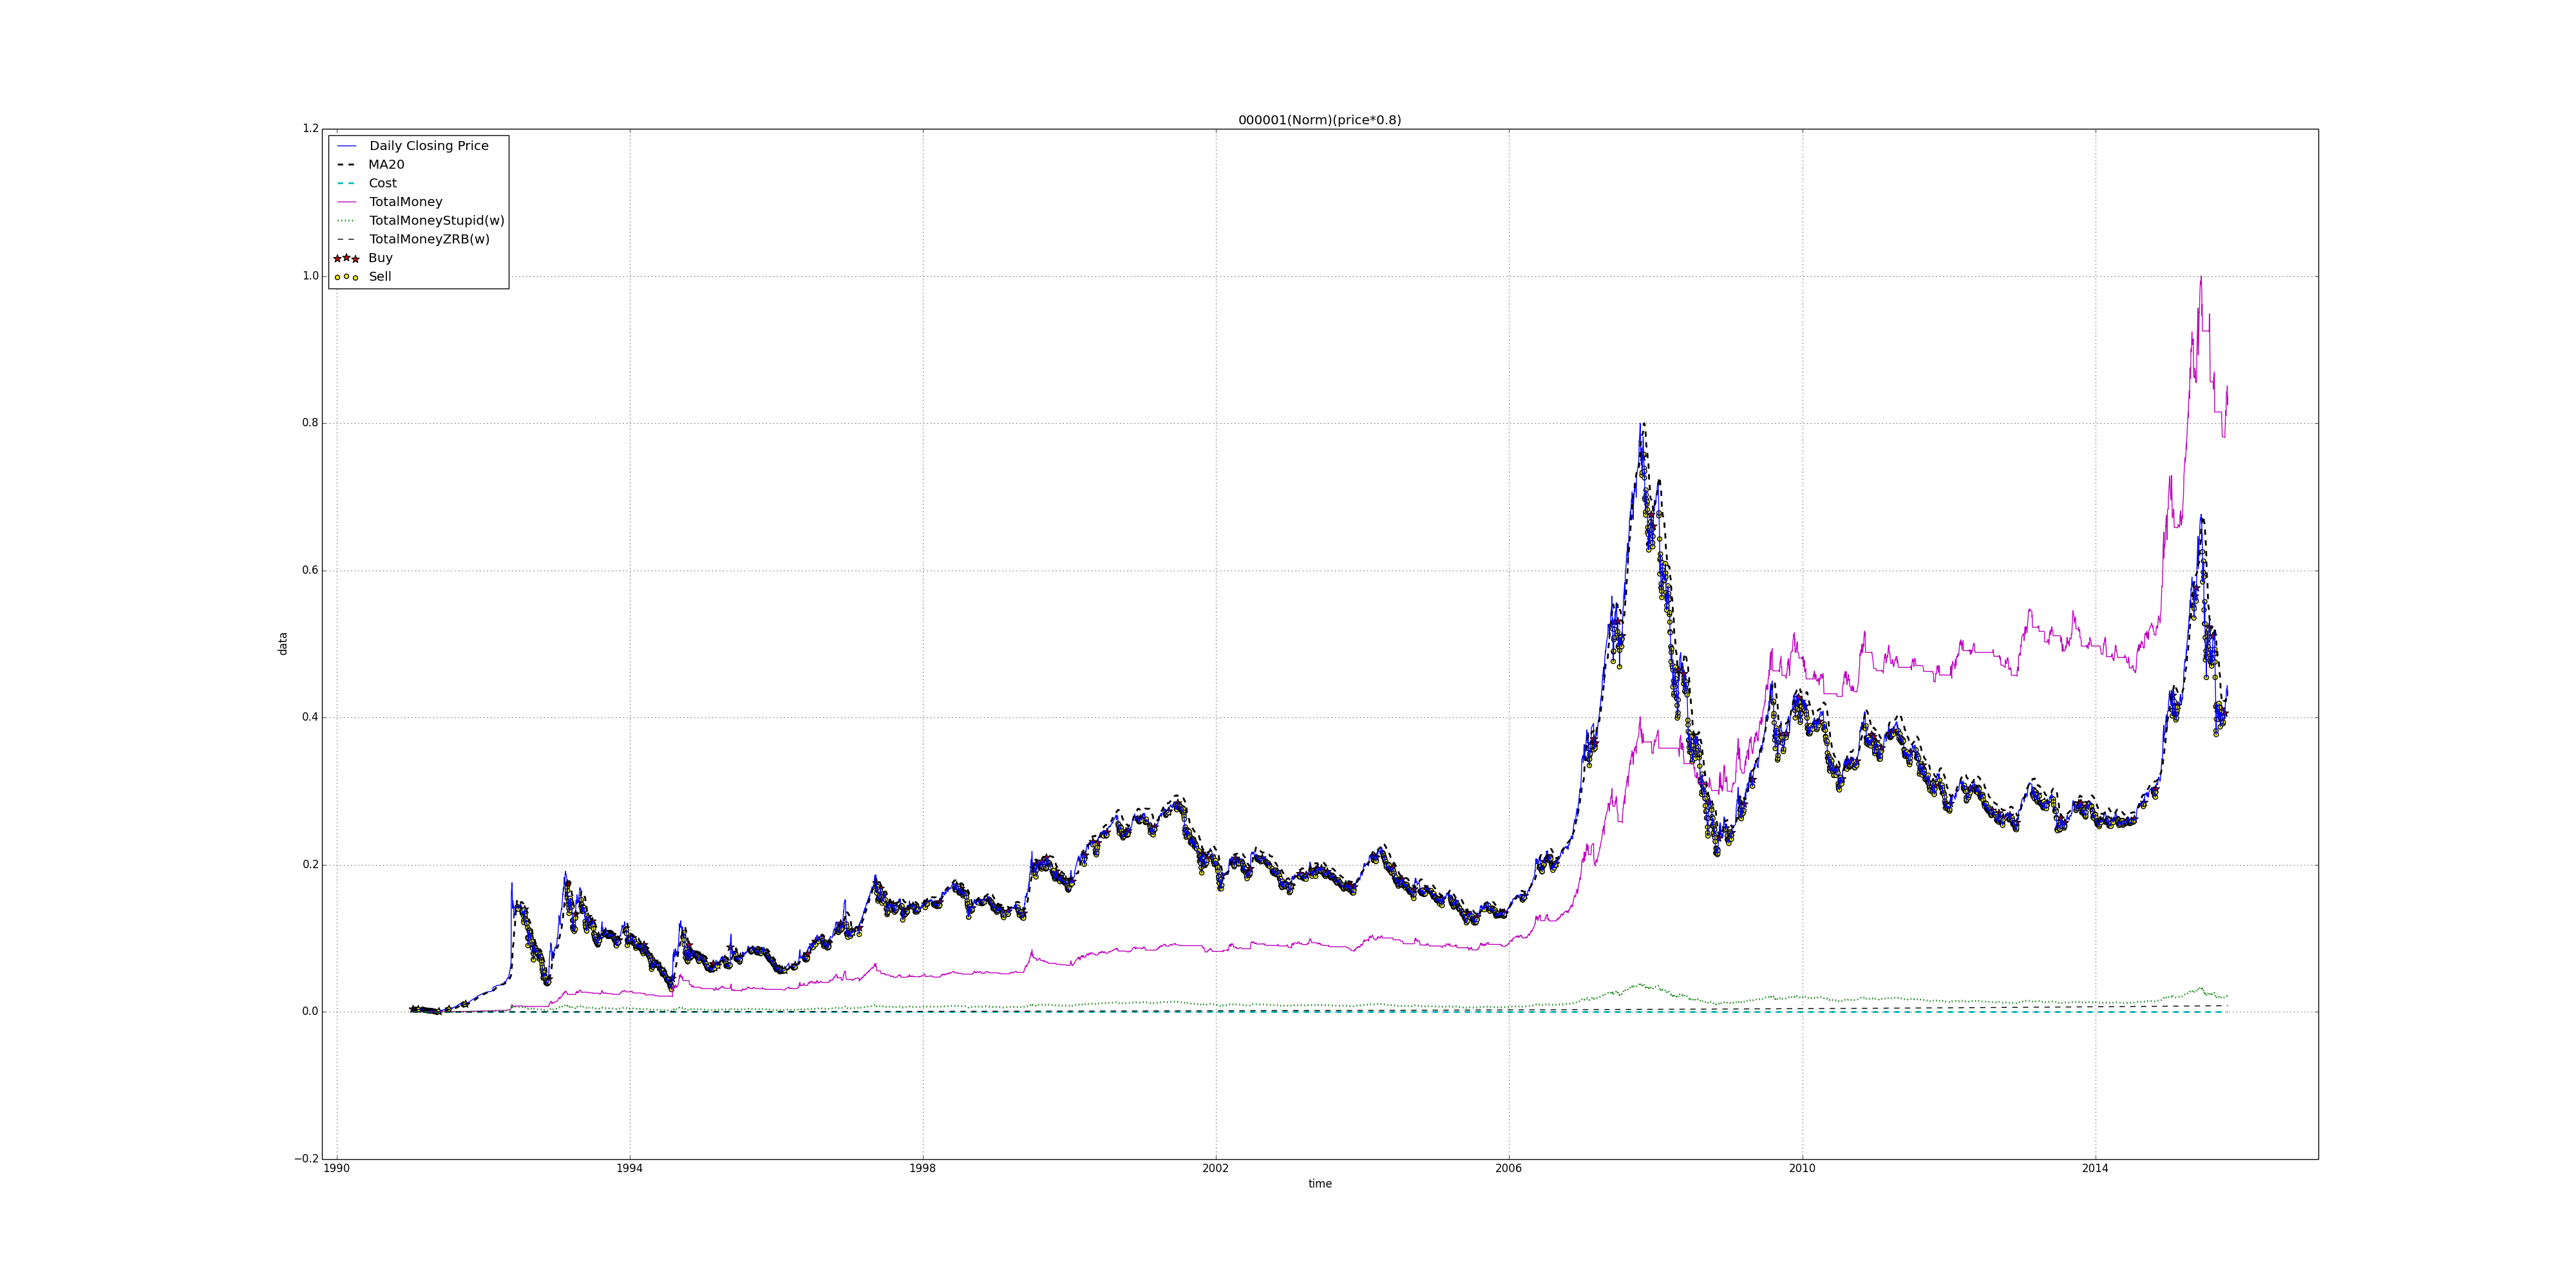 000001(Norm)(price*0.8)
1.2
Daily Closing Price
MA20
Cost
TotalMoney
TotalMoneyStupid(w)
TotalMoneyZRB(w)
Buy
Sell
1.0
0.8
0.6
data
0.4
0.2
0.0
−0.2
1990 1994 1998 2002 2006 2010 2014
time